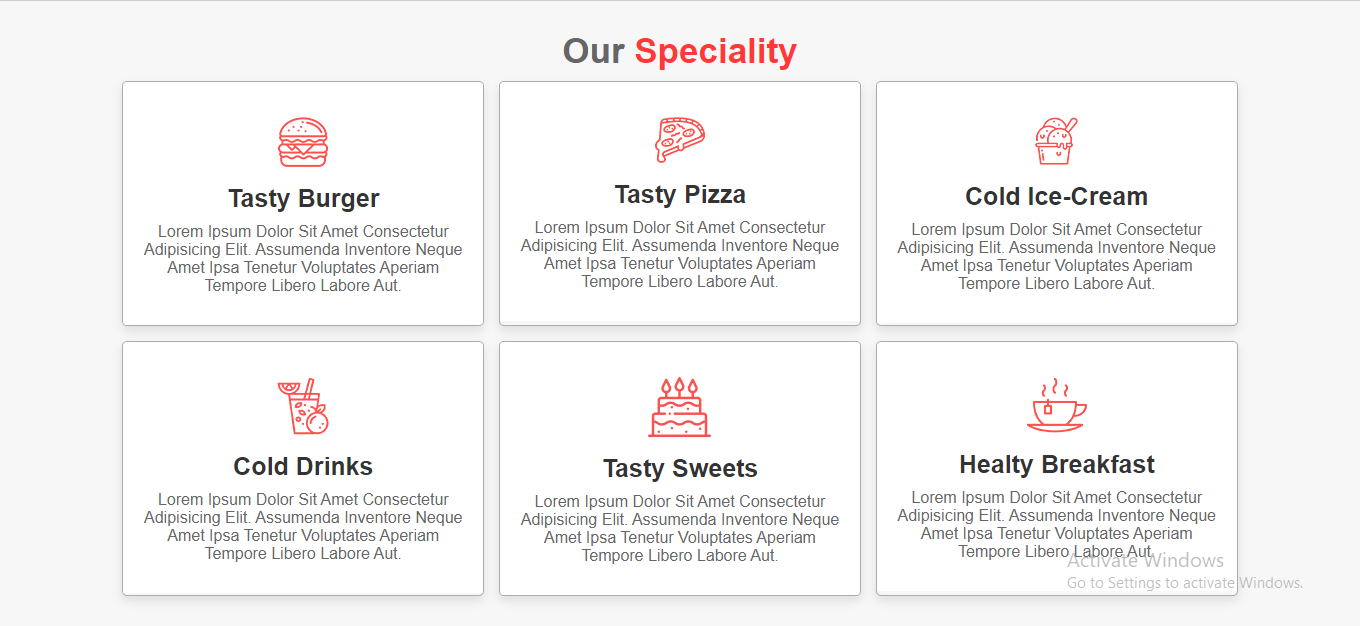 Our Speciality
Tasty Burger
Lorem Ipsum Dolor Sit Amet Consectetur
Adipisicing Elit. Assumenda Inventore Neque
Amet Ipsa Tenetur Voluptates Aperiam
Tempore Libero Labore Aut.
Tasty Pizza
Lorem Ipsum Dolor Sit Amet Consectetur
Adipisicing Elit. Assumenda Inventore Neque
Amet Ipsa Tenetur Voluptates Aperiam
Tempore Libero Labore Aut.
Cold Ice-Cream
Lorem Ipsum Dolor Sit Amet Consectetur
Adipisicing Elit. Assumenda Inventore Neque
Amet Ipsa Tenetur Voluptates Aperiam
Tempore Libero Labore Aut.
Cold Drinks
Lorem Ipsum Dolor Sit Amet Consectetur
Adipisicing Elit. Assumenda Inventore Neque
Amet Ipsa Tenetur Voluptates Aperiam
Tempore Libero Labore Aut.
Tasty Sweets
Lorem Ipsum Dolor Sit Amet Consectetur
Adipisicing Elit. Assumenda Inventore Neque
Amet Ipsa Tenetur Voluptates Aperiam
Tempore Libero Labore Aut.
Healty Breakfast
Lorem Ipsum Dolor Sit Amet Consectetur
Adipisicing Elit. Assumenda Inventore Neque
Amet Ipsa Tenetur Voluptates Aperiam
Tempore Libero Labore Aut.
Activate Windows
Go to Settings to activate Windows.